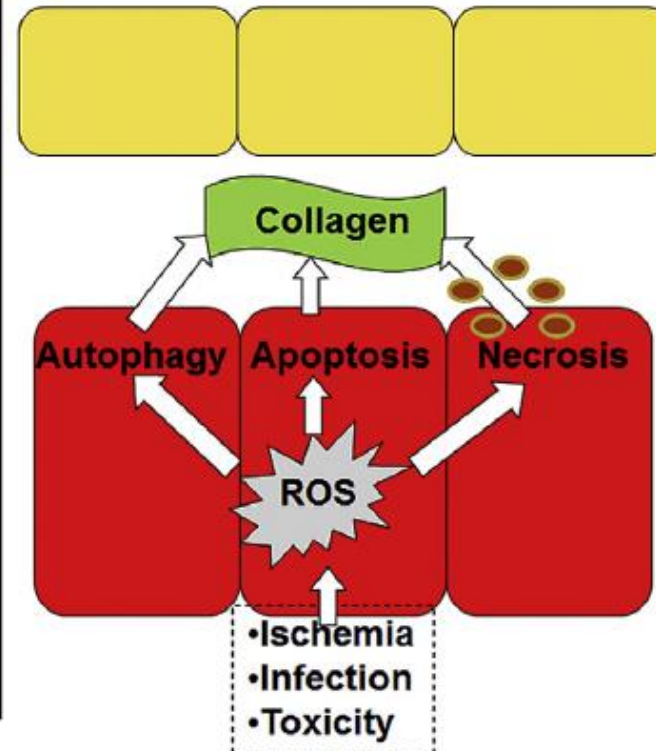 Collagen
Autophagy Apoptosis Necrosis
ROS
•Ischemia
•Infection
•Toxicity